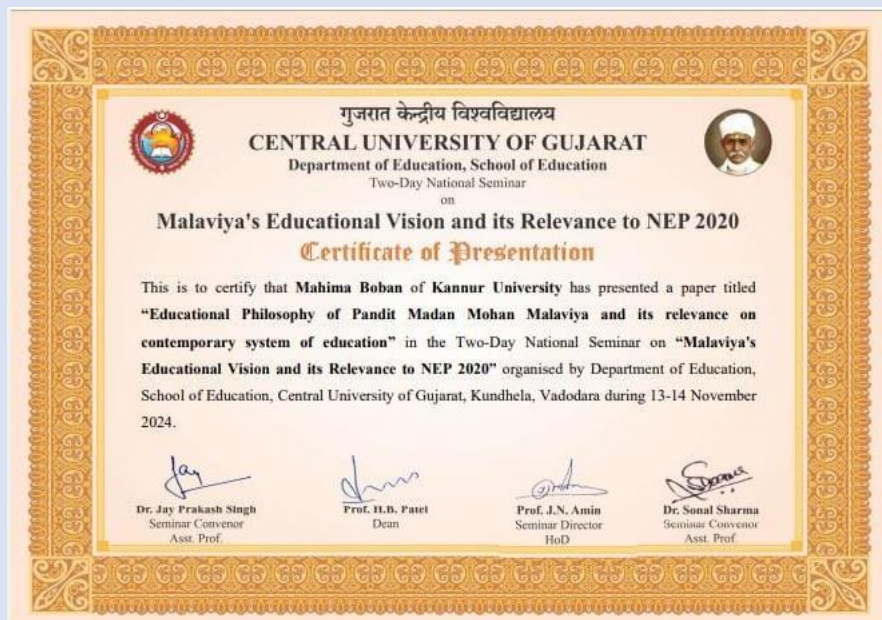 गुजरात केन्द्रीय विश्वविद्यालय
CENTRAL UNIVERSITY OF GUJARAT
Department of Education, School of Education
Two-Day National Seminar
on
Malaviya's Educational Vision and its Relevance to NEP 2020
Certificate of Presentation
This is to certify that Mahima Boban of Kannur University has presented a paper titled
“Educational Philosophy of Pandit Madan Mohan Malaviya and its relevance on
contemporary system of education” in the Two-Day National Seminar on “Malaviya's
Educational Vision and its Relevance to NEP 2020” organised by Department of Education,
School of Education, Central University of Gujarat, Kundhela, Vadodara during 13-14 November
2024.
Jay
Dr. Jay Prakash Singh
Seminar Convenor
Asst. Prof.
Prof. H.B. Patel
Dean
Prof. J.N. Amin
Seminar Director
HoD
Dr. Sonal Sharma
Seminar Convenor
Asst. Prof.